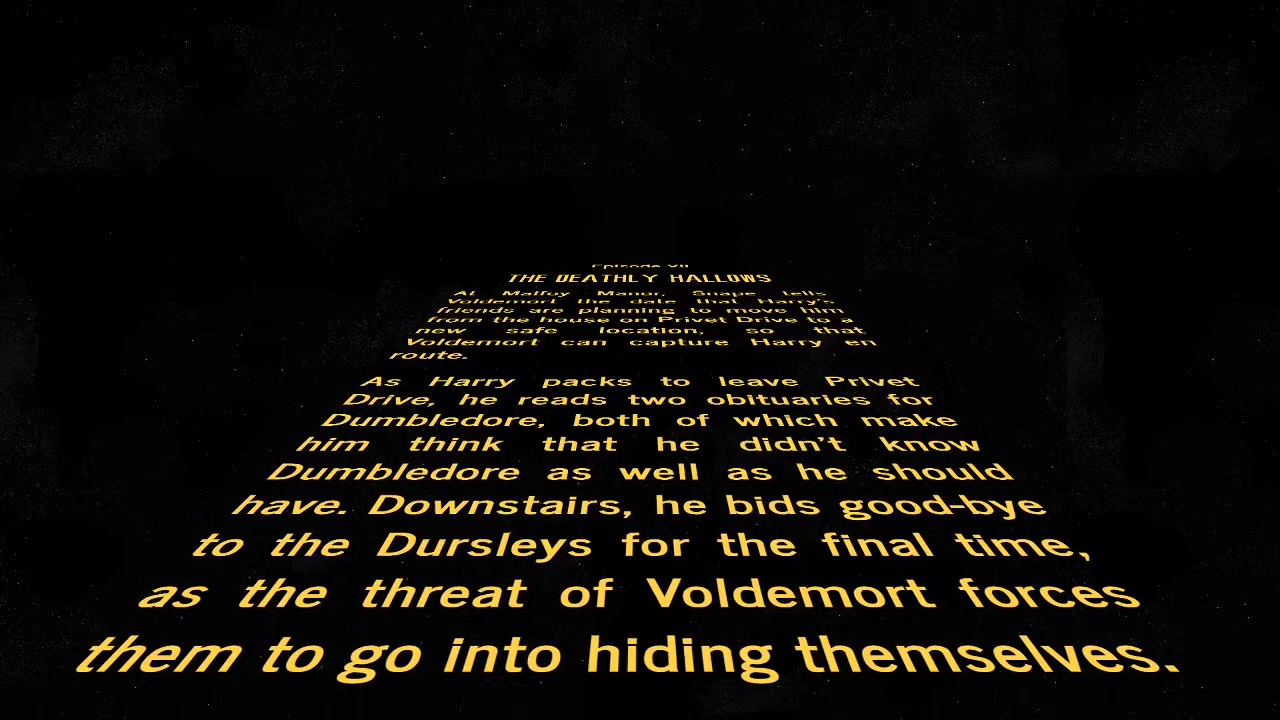 Episode VII
THE DEATHLY HALLOWS
At Malfoy Manor, Snape tells
Voldemort the date that Harry's
friends are planning to move him
from the house on Privet Drive to a
new safe location, so that
Voldemort can capture Harry en
route.
As Harry packs to leave Privet
Drive, he reads two obituaries for
Dumbledore, both of which make
him think that he didn't know
Dumbledore as well as he should
have. Downstairs, he bids good-bye
to the Dursleys for the final time,
as the threat of Voldemort forces
them to go into hiding themselves.